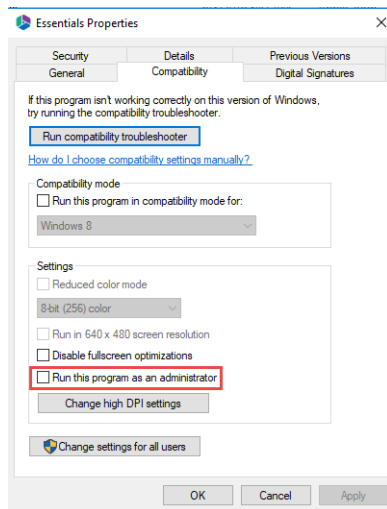 Essentials Properties
Security Details Previous Versions
General Compatibility Digital Signatures
If this program isn't working correctly on this version of Windows,
try running the compatibility troubleshooter.
Run compatibility troubleshooter
How do I choose compatibility settings manually?
Compatibility mode
Run this program in compatibility mode for:
Windows 8
Settings
Reduced color mode
8-bit (256) color
Run in 640 x 480 screen resolution
Disable fullscreen optimizations
Run this program as an administrator
Change high DPI settings
Change settings for all users
OK Cancel Apply